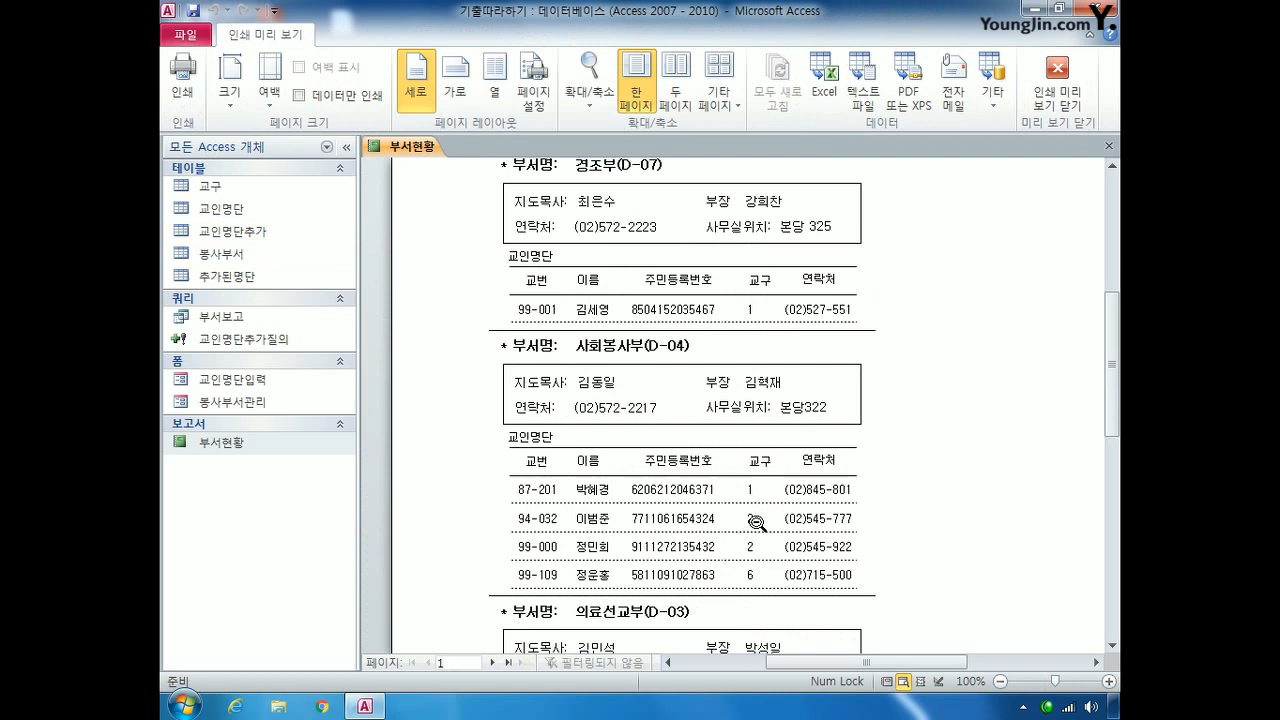 기출따라하기 : 데이터베이스 (Access 2007 - 2010) - Microsoft Access
YoungJin.com Y.
파일 인쇄 미리 보기
여백 표시
데이터만 인쇄
인쇄 크기 여백 세로 가로 열 페이지 설정 확대/축소 한 페이지 두 페이지 기타 페이지 모두 새로 고침 Excel 텍스트 파일 PDF 또는 XPS 전자 메일 기타 인쇄 미리 보기 닫기
인쇄 페이지 크기 페이지 레이아웃 확대/축소 데이터 미리 보기 닫기
모든 Access 개체
테이블
교구
교인명단
교인명단추가
봉사부서
추가된명단
쿼리
부서보고
교인명단추가질의
폼
교인명단입력
봉사부서관리
보고서
부서현황
부서현황
* 부서명: 경조부(D-07)
지도목사: 최은수 부장 강희찬
연락처: (02)572-2223 사무실위치: 본당 325
교인명단
교번 이름 주민등록번호 교구 연락처
99-001 김세영 8504152035467 1 (02)527-551
* 부서명: 사회봉사부(D-04)
지도목사: 김동일 부장 김혁재
연락처: (02)572-2217 사무실위치: 본당322
교인명단
교번 이름 주민등록번호 교구 연락처
87-201 박혜경 6206212046371 1 (02)845-801
94-032 이범준 7711061654324 (02)545-777
99-000 정민희 9111272135432 2 (02)545-922
99-109 정운홍 5811091027863 6 (02)715-500
* 부서명: 의료선교부(D-03)
지도목사: 김민석 부장 박성일
페이지: 1 필터링되지 않음
준비 Num Lock 100%